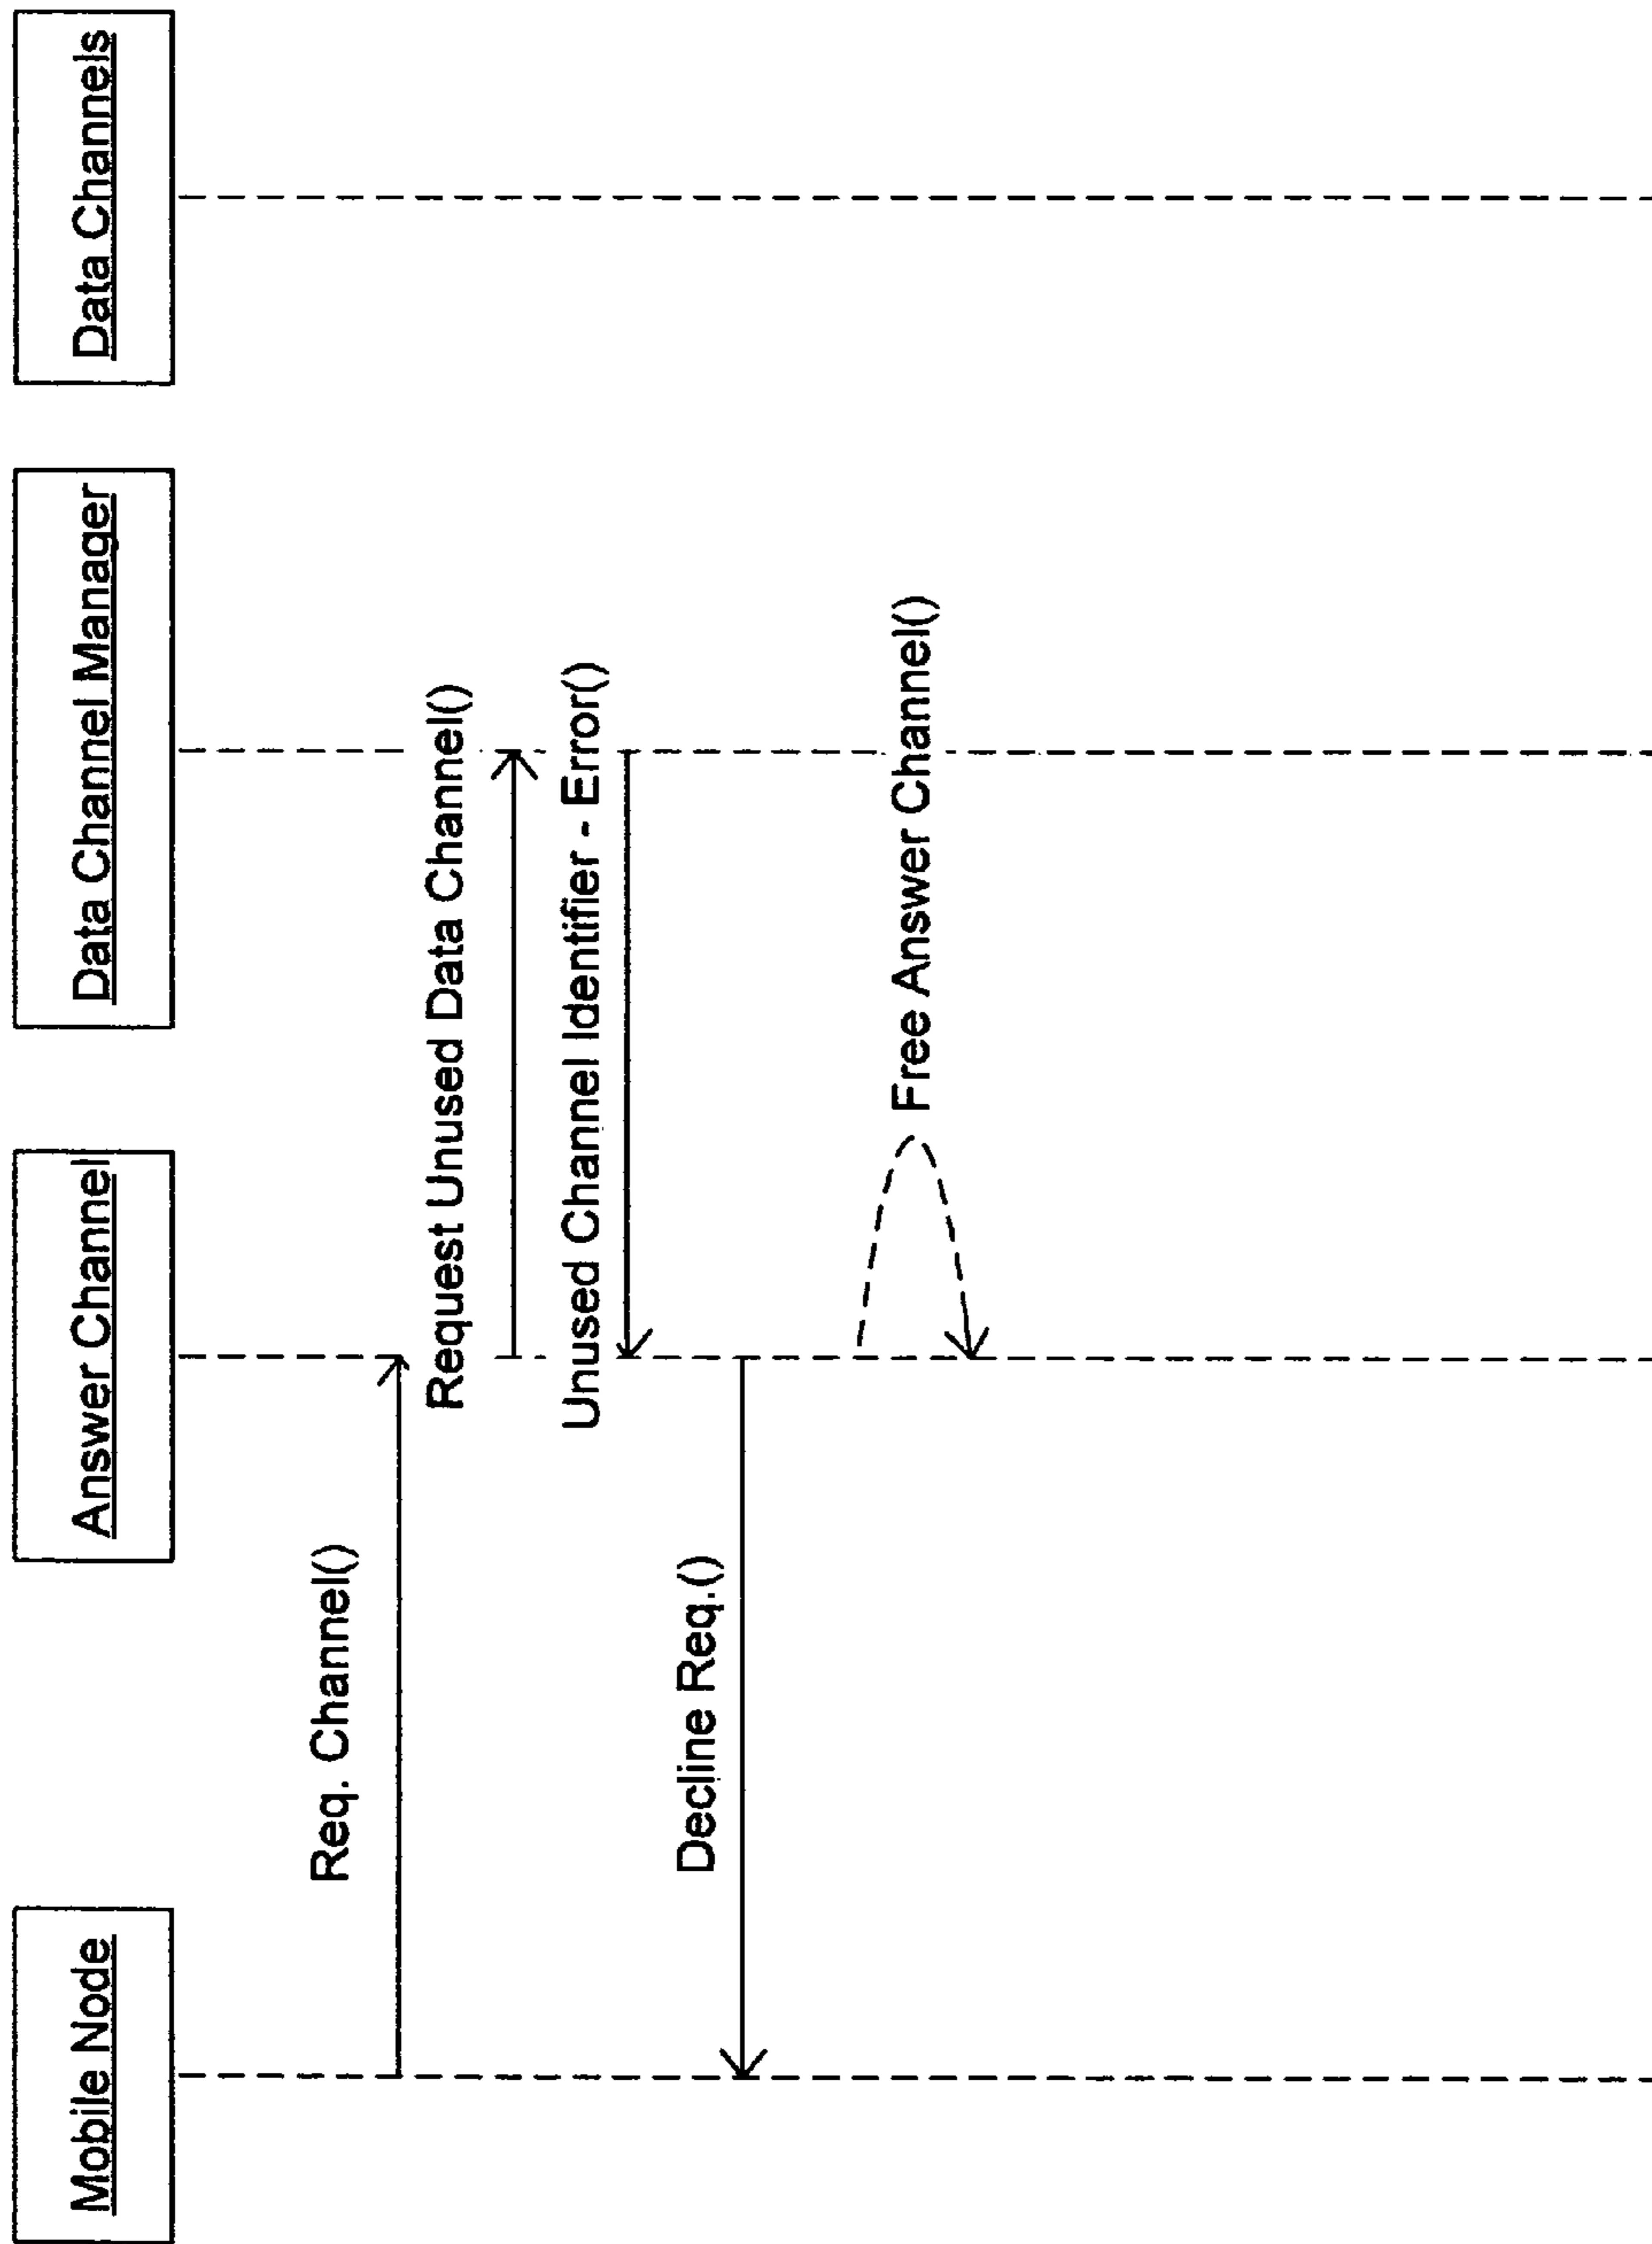 Mobile Node
Answer Channel
Data Channel Manager
Data Channels
Req. Channel()
Request Unused Data Channel()
Unused Channel Identifier - Error()
Decline Req.()
Free Answer Channel()